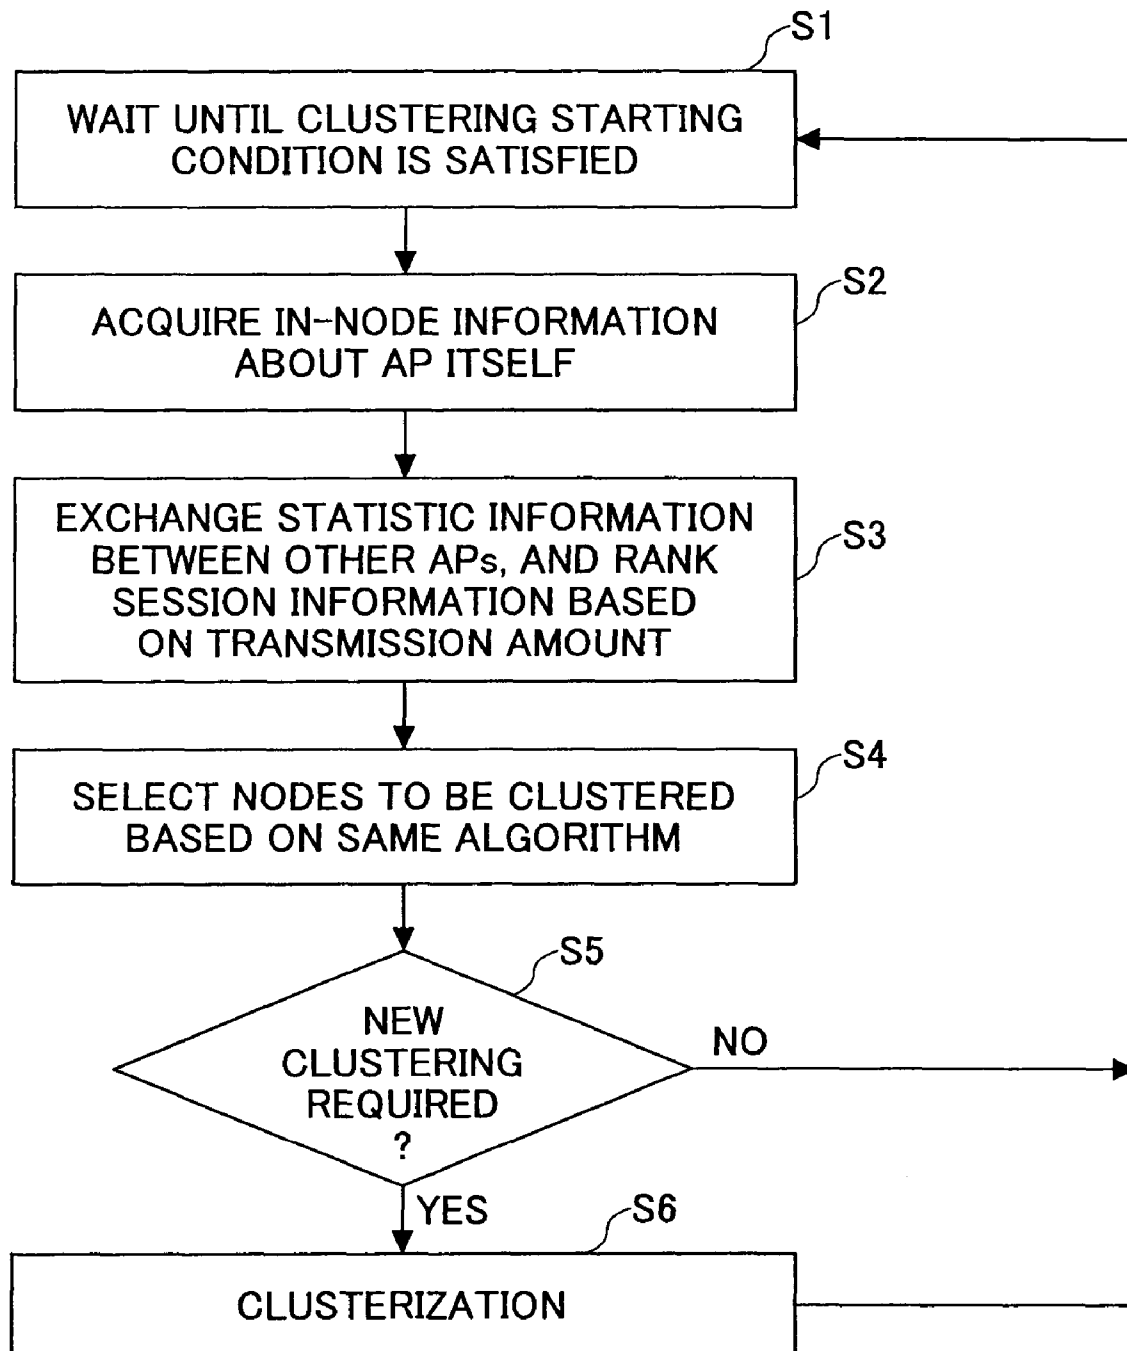 S1
WAIT UNTIL CLUSTERING STARTING
CONDITION IS SATISFIED
S2
ACQUIRE IN-NODE INFORMATION
ABOUT AP ITSELF
S3
EXCHANGE STATISTIC INFORMATION
BETWEEN OTHER APs, AND RANK
SESSION INFORMATION BASED
ON TRANSMISSION AMOUNT
S4
SELECT NODES TO BE CLUSTERED
BASED ON SAME ALGORITHM
S5
NEW
CLUSTERING
REQUIRED
?
NO
YES
S6
CLUSTERIZATION